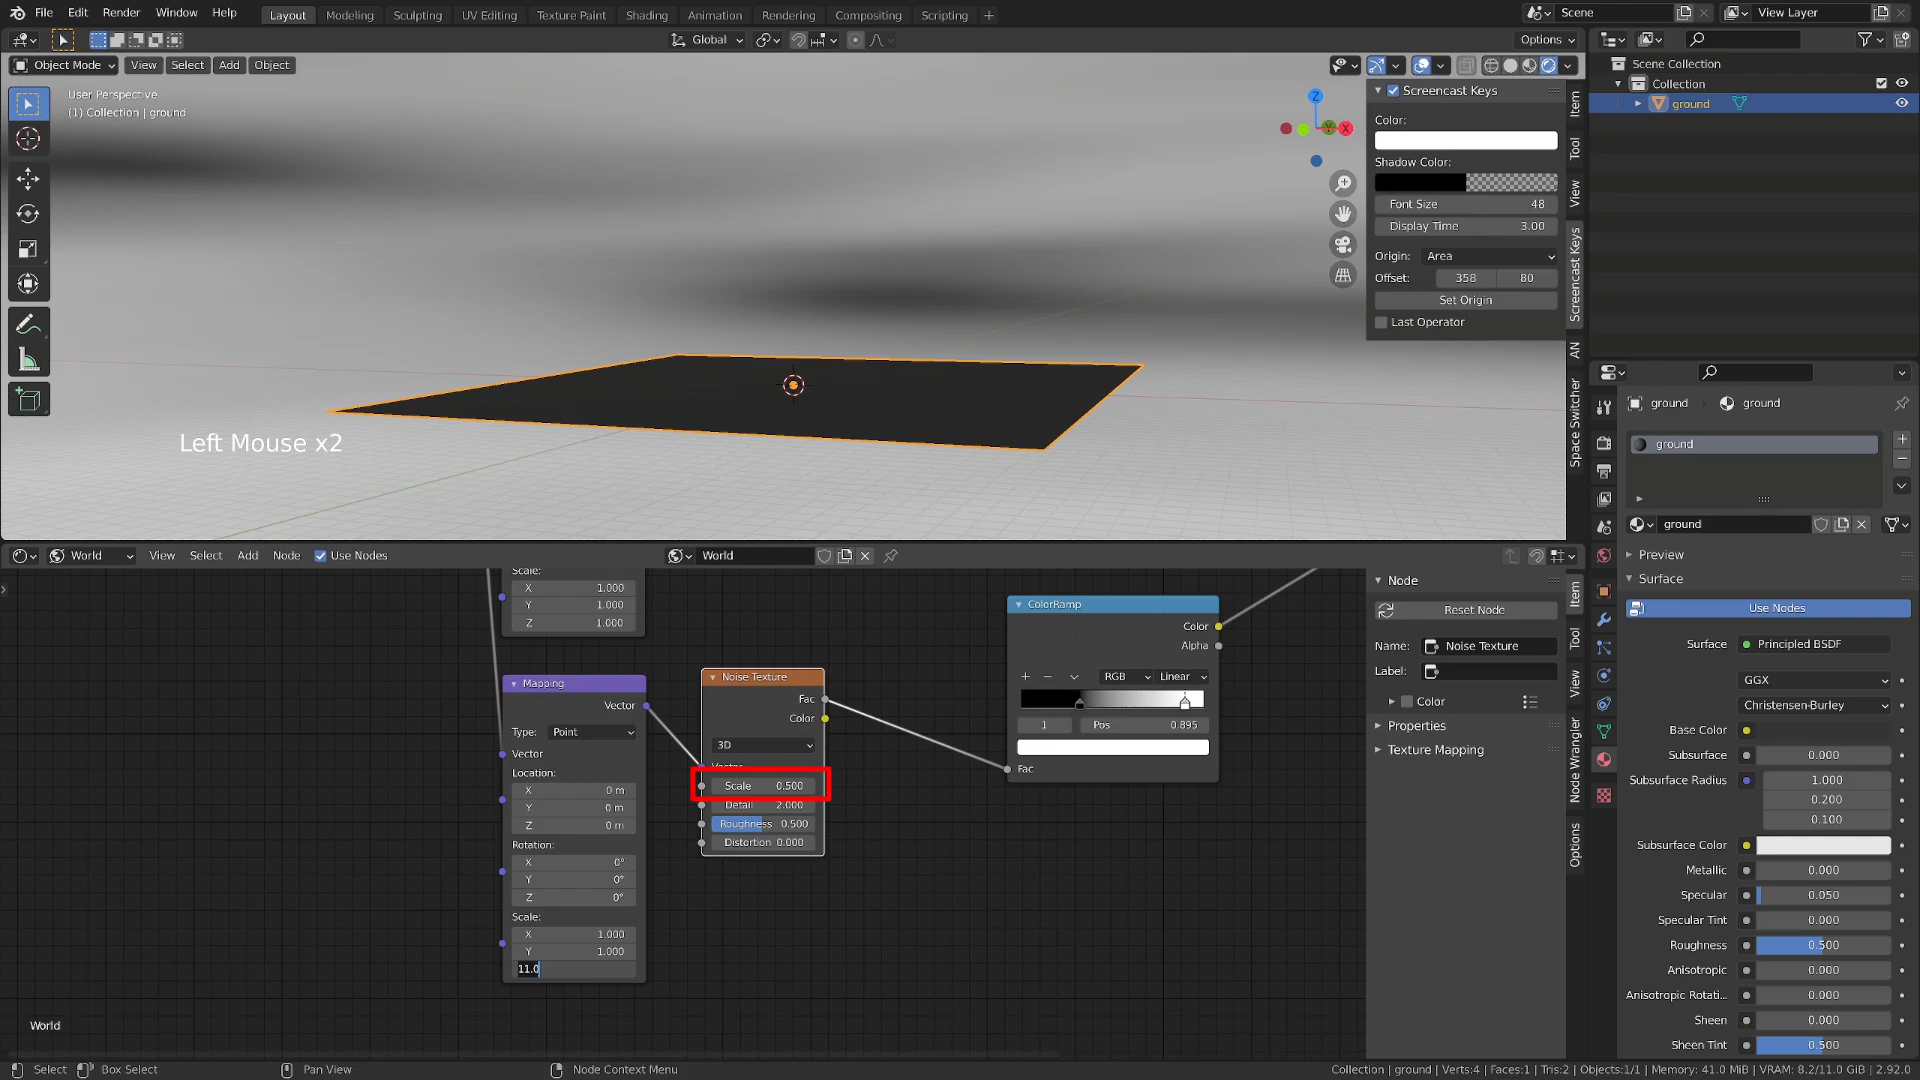 File Edit Render Window Help Layout Modeling Sculpting UV Editing Texture Paint Shading Animation Rendering Compositing Scripting + Scene View Layer
Global Options
Object Mode View Select Add Object
User Perspective
(1) Collection | ground
Z
Y
X
Left Mouse x2
Screencast Keys
Color:
Shadow Color:
Font Size 48
Display Time 3.00
Origin: Area
Offset: 358 80
Set Origin
Last Operator
Item
Tool
View
Screencast Keys
AN
Space Switcher
Scene Collection
Collection
ground
World View Select Add Node Use Nodes World
Scale:
X 1.000
Y 1.000
Z 1.000
Mapping
Vector
Type: Point
Vector
Location:
X 0 m
Y 0 m
Z 0 m
Rotation:
X 0°
Y 0°
Z 0°
Scale:
X 1.000
Y 1.000
11.0
Noise Texture
Fac
Color
3D
Vector
Scale 0.500
Detail 2.000
Roughness 0.500
Distortion 0.000
ColorRamp
Color
Alpha
+ − RGB Linear
1 Pos 0.895
Fac
World
Node
Reset Node
Name: Noise Texture
Label:
Color
Properties
Texture Mapping
Item
Tool
View
Node Wrangler
Options
ground ground
ground
ground
Preview
Surface
Use Nodes
Surface Principled BSDF
GGX
Christensen-Burley
Base Color
Subsurface 0.000
Subsurface Radius 1.000
0.200
0.100
Subsurface Color
Metallic 0.000
Specular 0.050
Specular Tint 0.000
Roughness 0.500
Anisotropic 0.000
Anisotropic Rotati... 0.000
Sheen 0.000
Sheen Tint 0.500
Select Box Select Pan View Node Context Menu Collection | ground | Verts:4 | Faces:1 | Tris:2 | Objects:1/1 | Memory: 41.0 MiB | VRAM: 8.2/11.0 GiB | 2.92.0